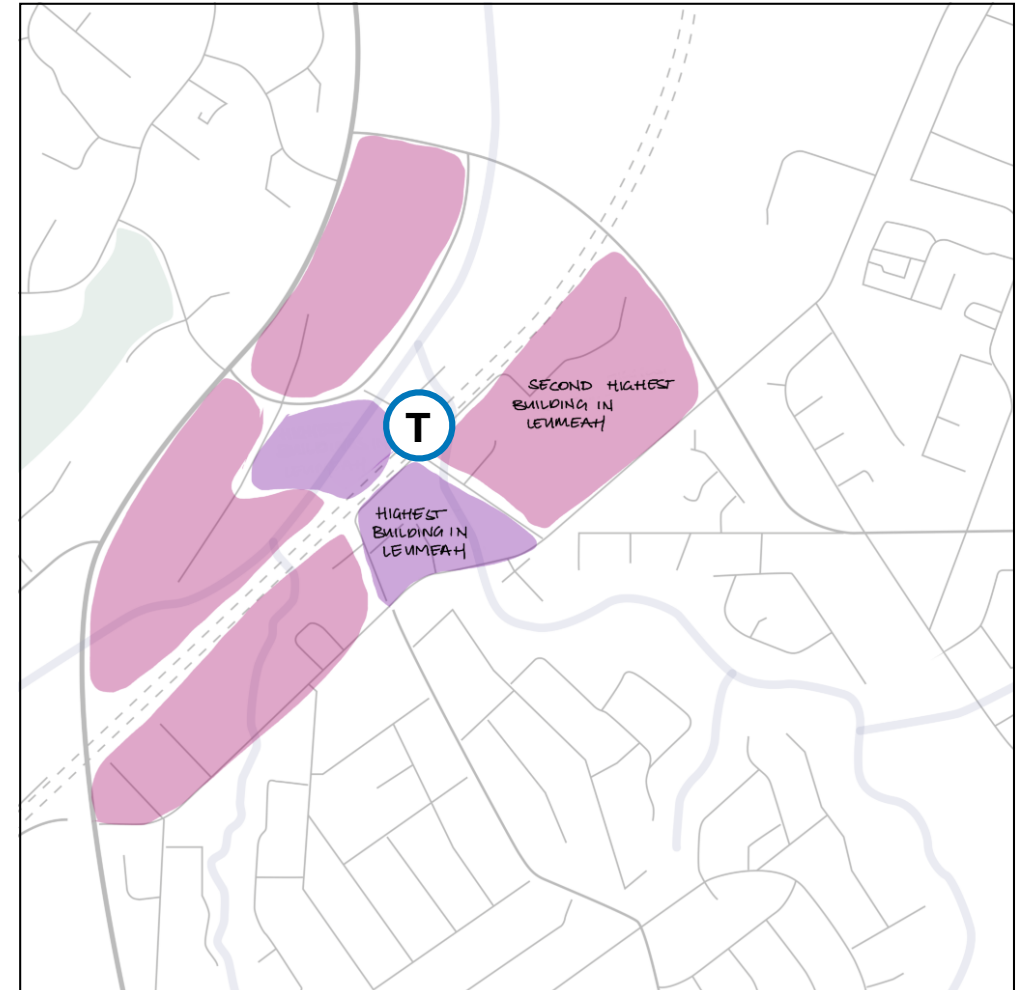 SECOND HIGHEST
BUILDING IN
LEUMEAH
T
HIGHEST
BUILDING IN
LEUMEAH